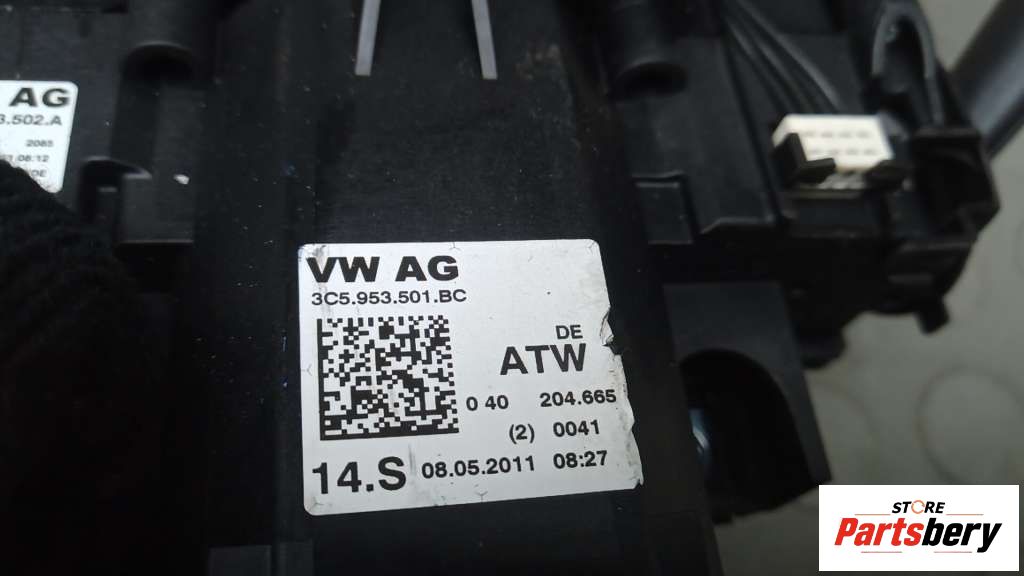 AG
.502.A
2085
08:12
DE
VW AG
3C5.953.501.BC
DE
ATW
0 40 204.665
(2) 0041
14.S 08.05.2011 08:27
STORE
Partsbery